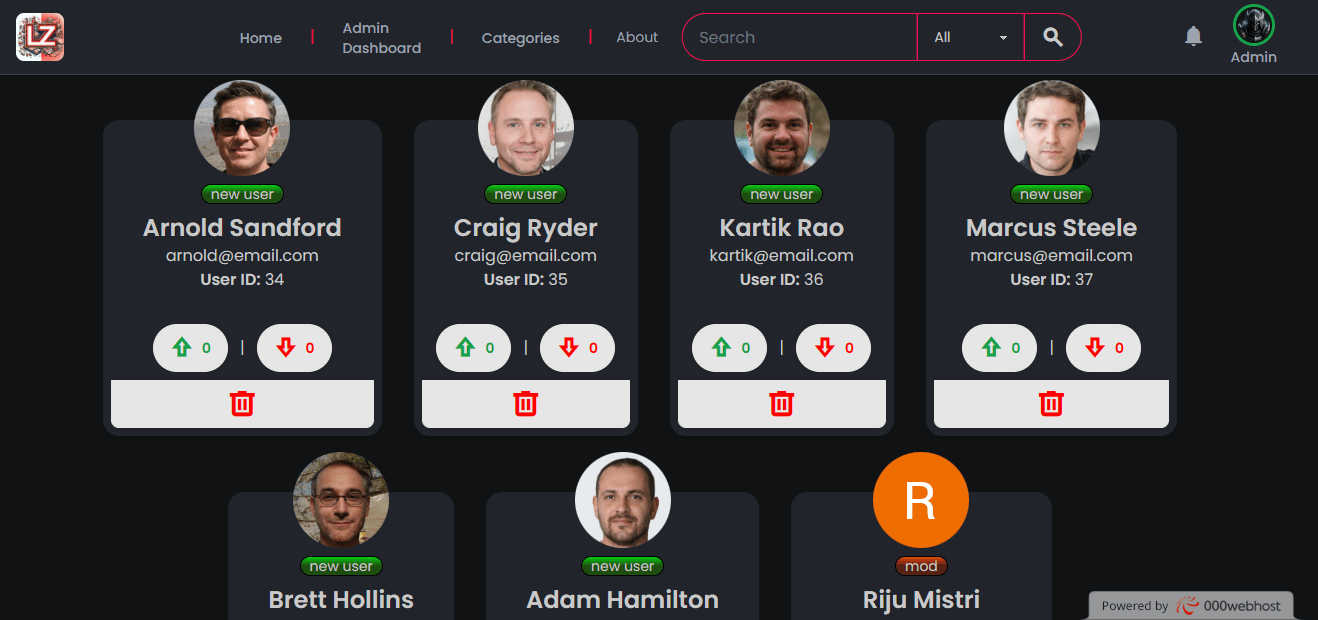 LZ
Home | Admin Dashboard | Categories | About Search All
Admin
new user new user new user new user
Arnold Sandford Craig Ryder Kartik Rao Marcus Steele
arnold@email.com craig@email.com kartik@email.com marcus@email.com
User ID: 34 User ID: 35 User ID: 36 User ID: 37
0 | 0 0 | 0 0 | 0 0 | 0
R
new user new user mod
Brett Hollins Adam Hamilton Riju Mistri
Powered by 000webhost